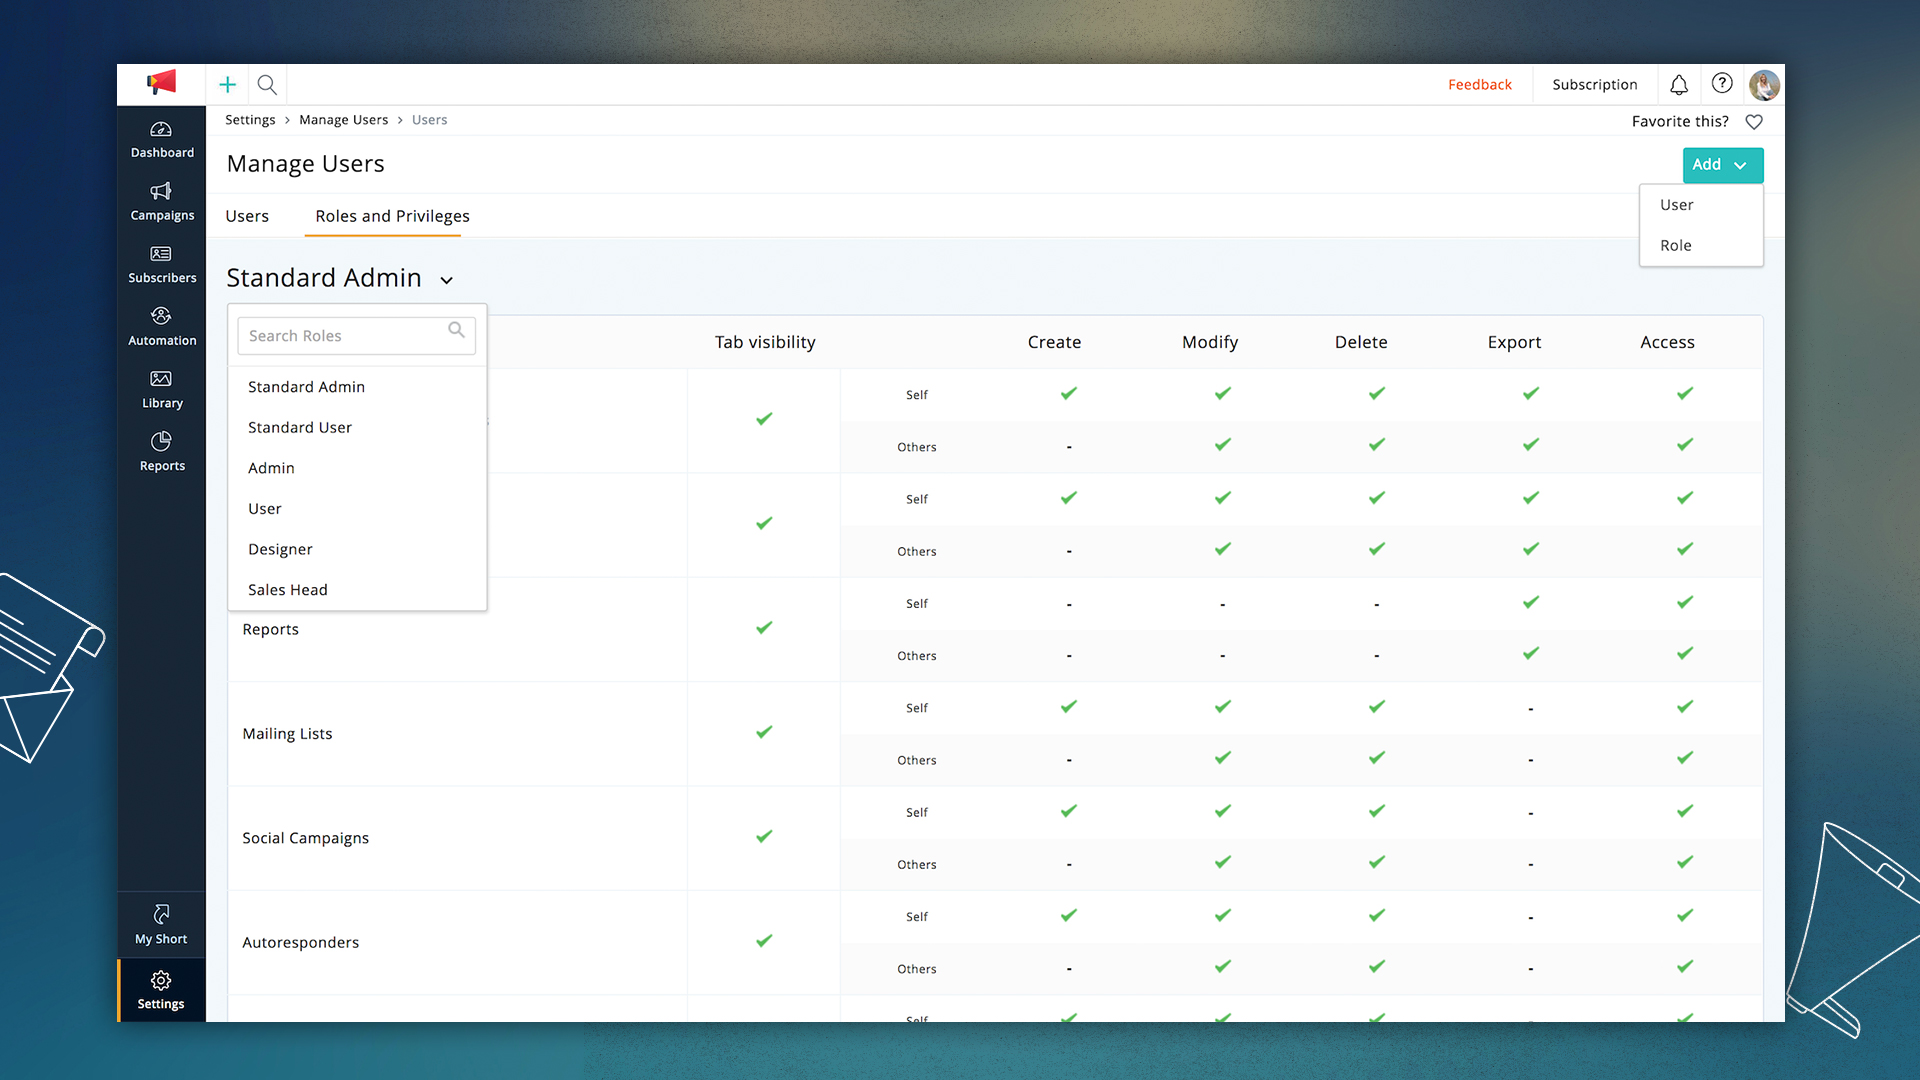 Feedback
Subscription
Settings > Manage Users > Users
Favorite this?
Manage Users
Add
User
Role
Users
Roles and Privileges
Dashboard
Campaigns
Subscribers
Automation
Library
Reports
My Short
Settings
Standard Admin
Search Roles
Standard Admin
Standard User
Admin
User
Designer
Sales Head
Tab visibility Create Modify Delete Export Access
Self
Others -
Self
Others -
Reports
Self - - -
Others - - -
Mailing Lists
Self -
Others - -
Social Campaigns
Self -
Others - -
Autoresponders
Self -
Others - -
Self -